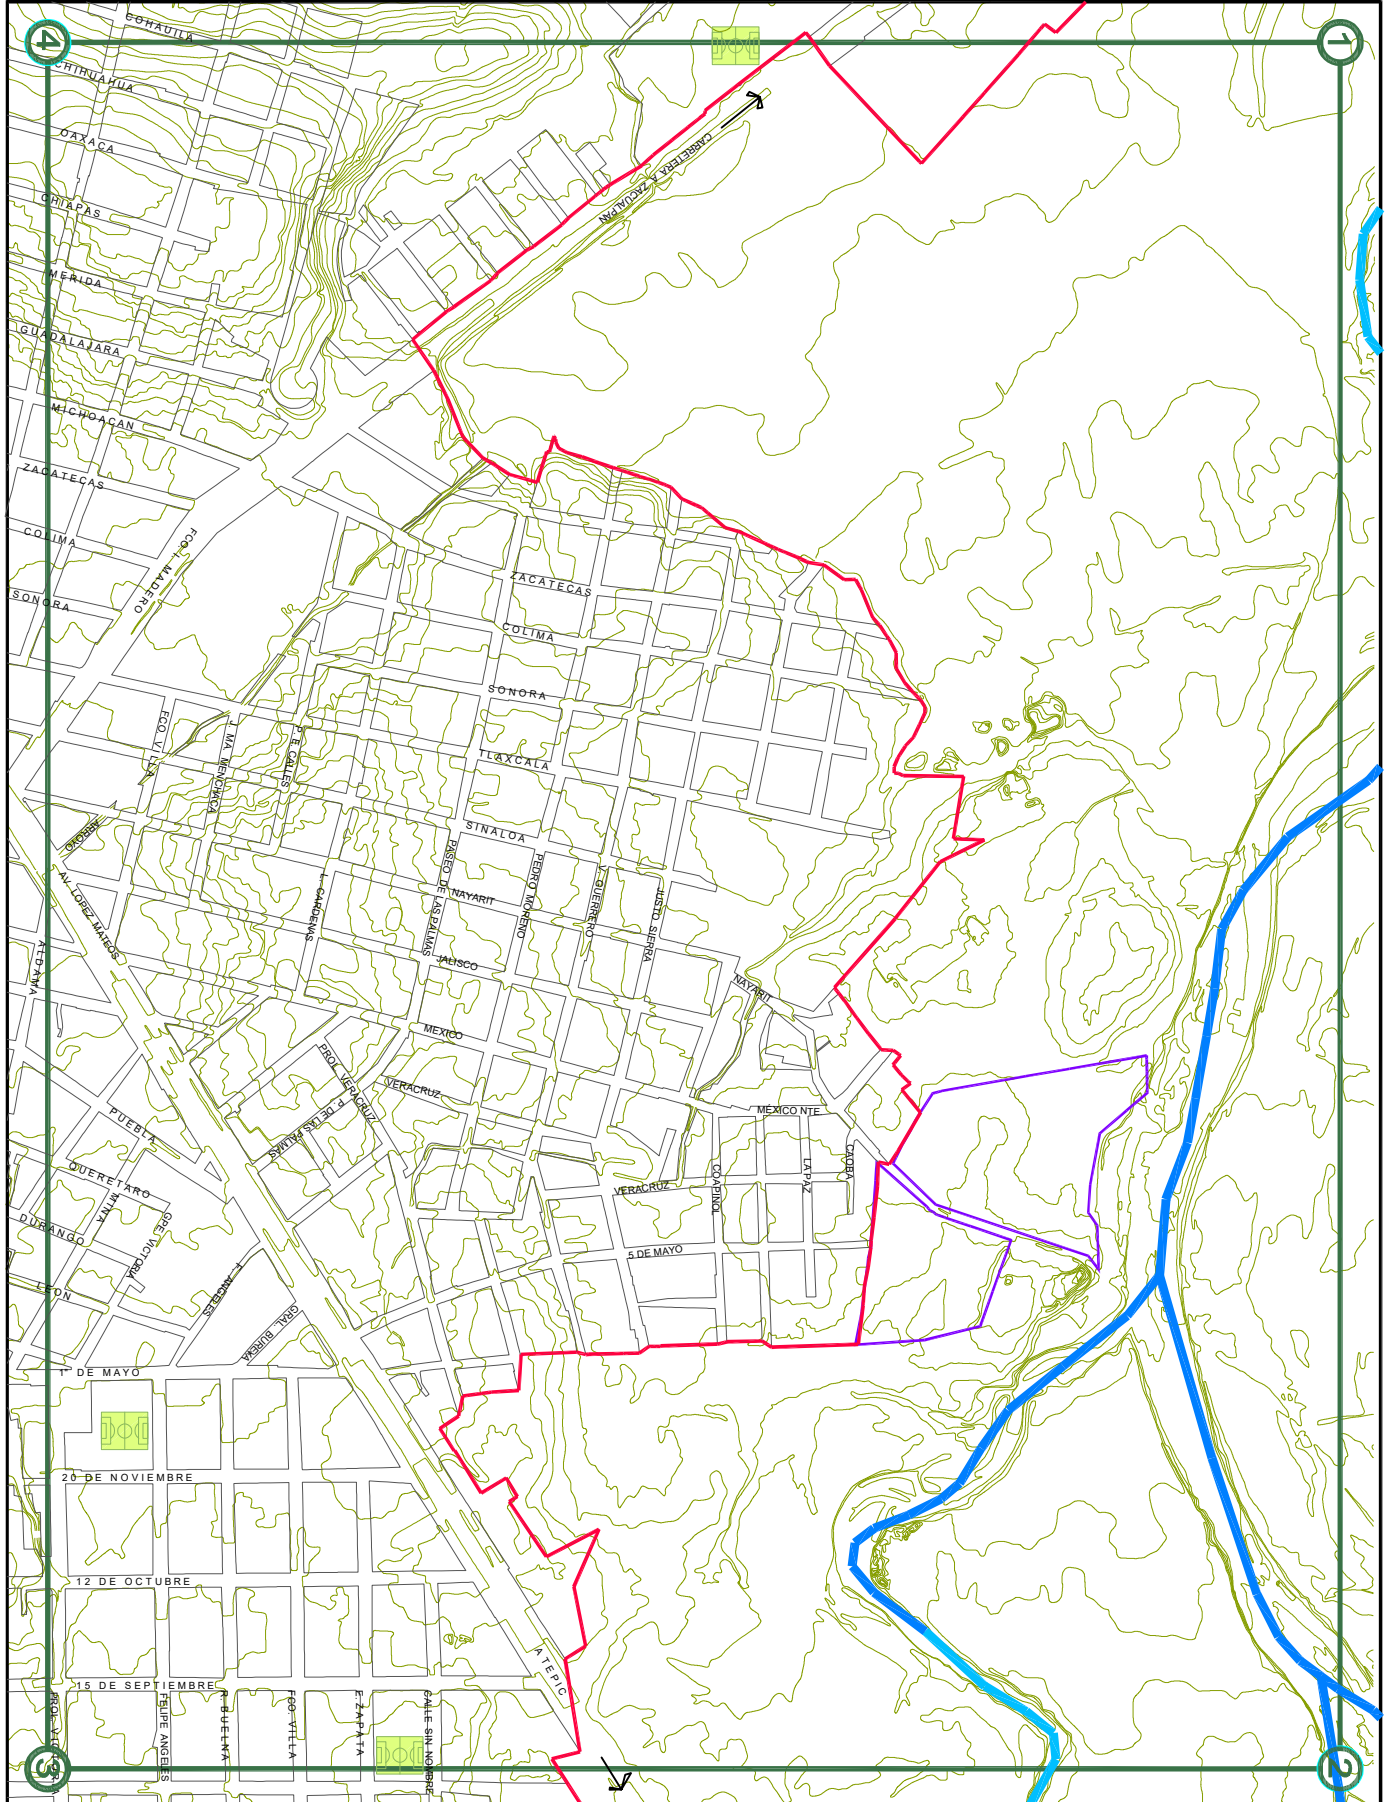 4
1
COHAUILA
CHIHUAHUA
OAXACA
CHIAPAS
MERIDA
GUADALAJARA
MICHOACAN
ZACATECAS
COLIMA
SONORA
CARRETERA A ZACUALPAN
FCO. I. MADERO
ZACATECAS
COLIMA
SONORA
TLAXCALA
SINALOA
NAYARIT
JALISCO
MEXICO
VERACRUZ
FCO. VILLA
J. MA. MENCHACA
P. E. CALLES
ARROYO
AV. LOPEZ MATEOS
L. CARDENAS
PASEO DE LAS PALMAS
PEDRO MORENO
V. GUERRERO
JUSTO SIERRA
NAYARIT
ALDAMA
PROL. VERACRUZ
P. DE LAS PALMAS
MEXICO NTE
COAPINOL
LA PAZ
CAOBA
VERACRUZ
5 DE MAYO
PUEBLA
QUERETARO
MINA
DURANGO
GPE. VICTORIA
LEON
F. ANGELES
GRAL. BUREVA
1° DE MAYO
20 DE NOVIEMBRE
12 DE OCTUBRE
15 DE SEPTIEMBRE
A TEPIC
FELIPE ANGELES
R. BUELNA
FCO. VILLA
E. ZAPATA
CALLE SIN NOMBRE
3
2